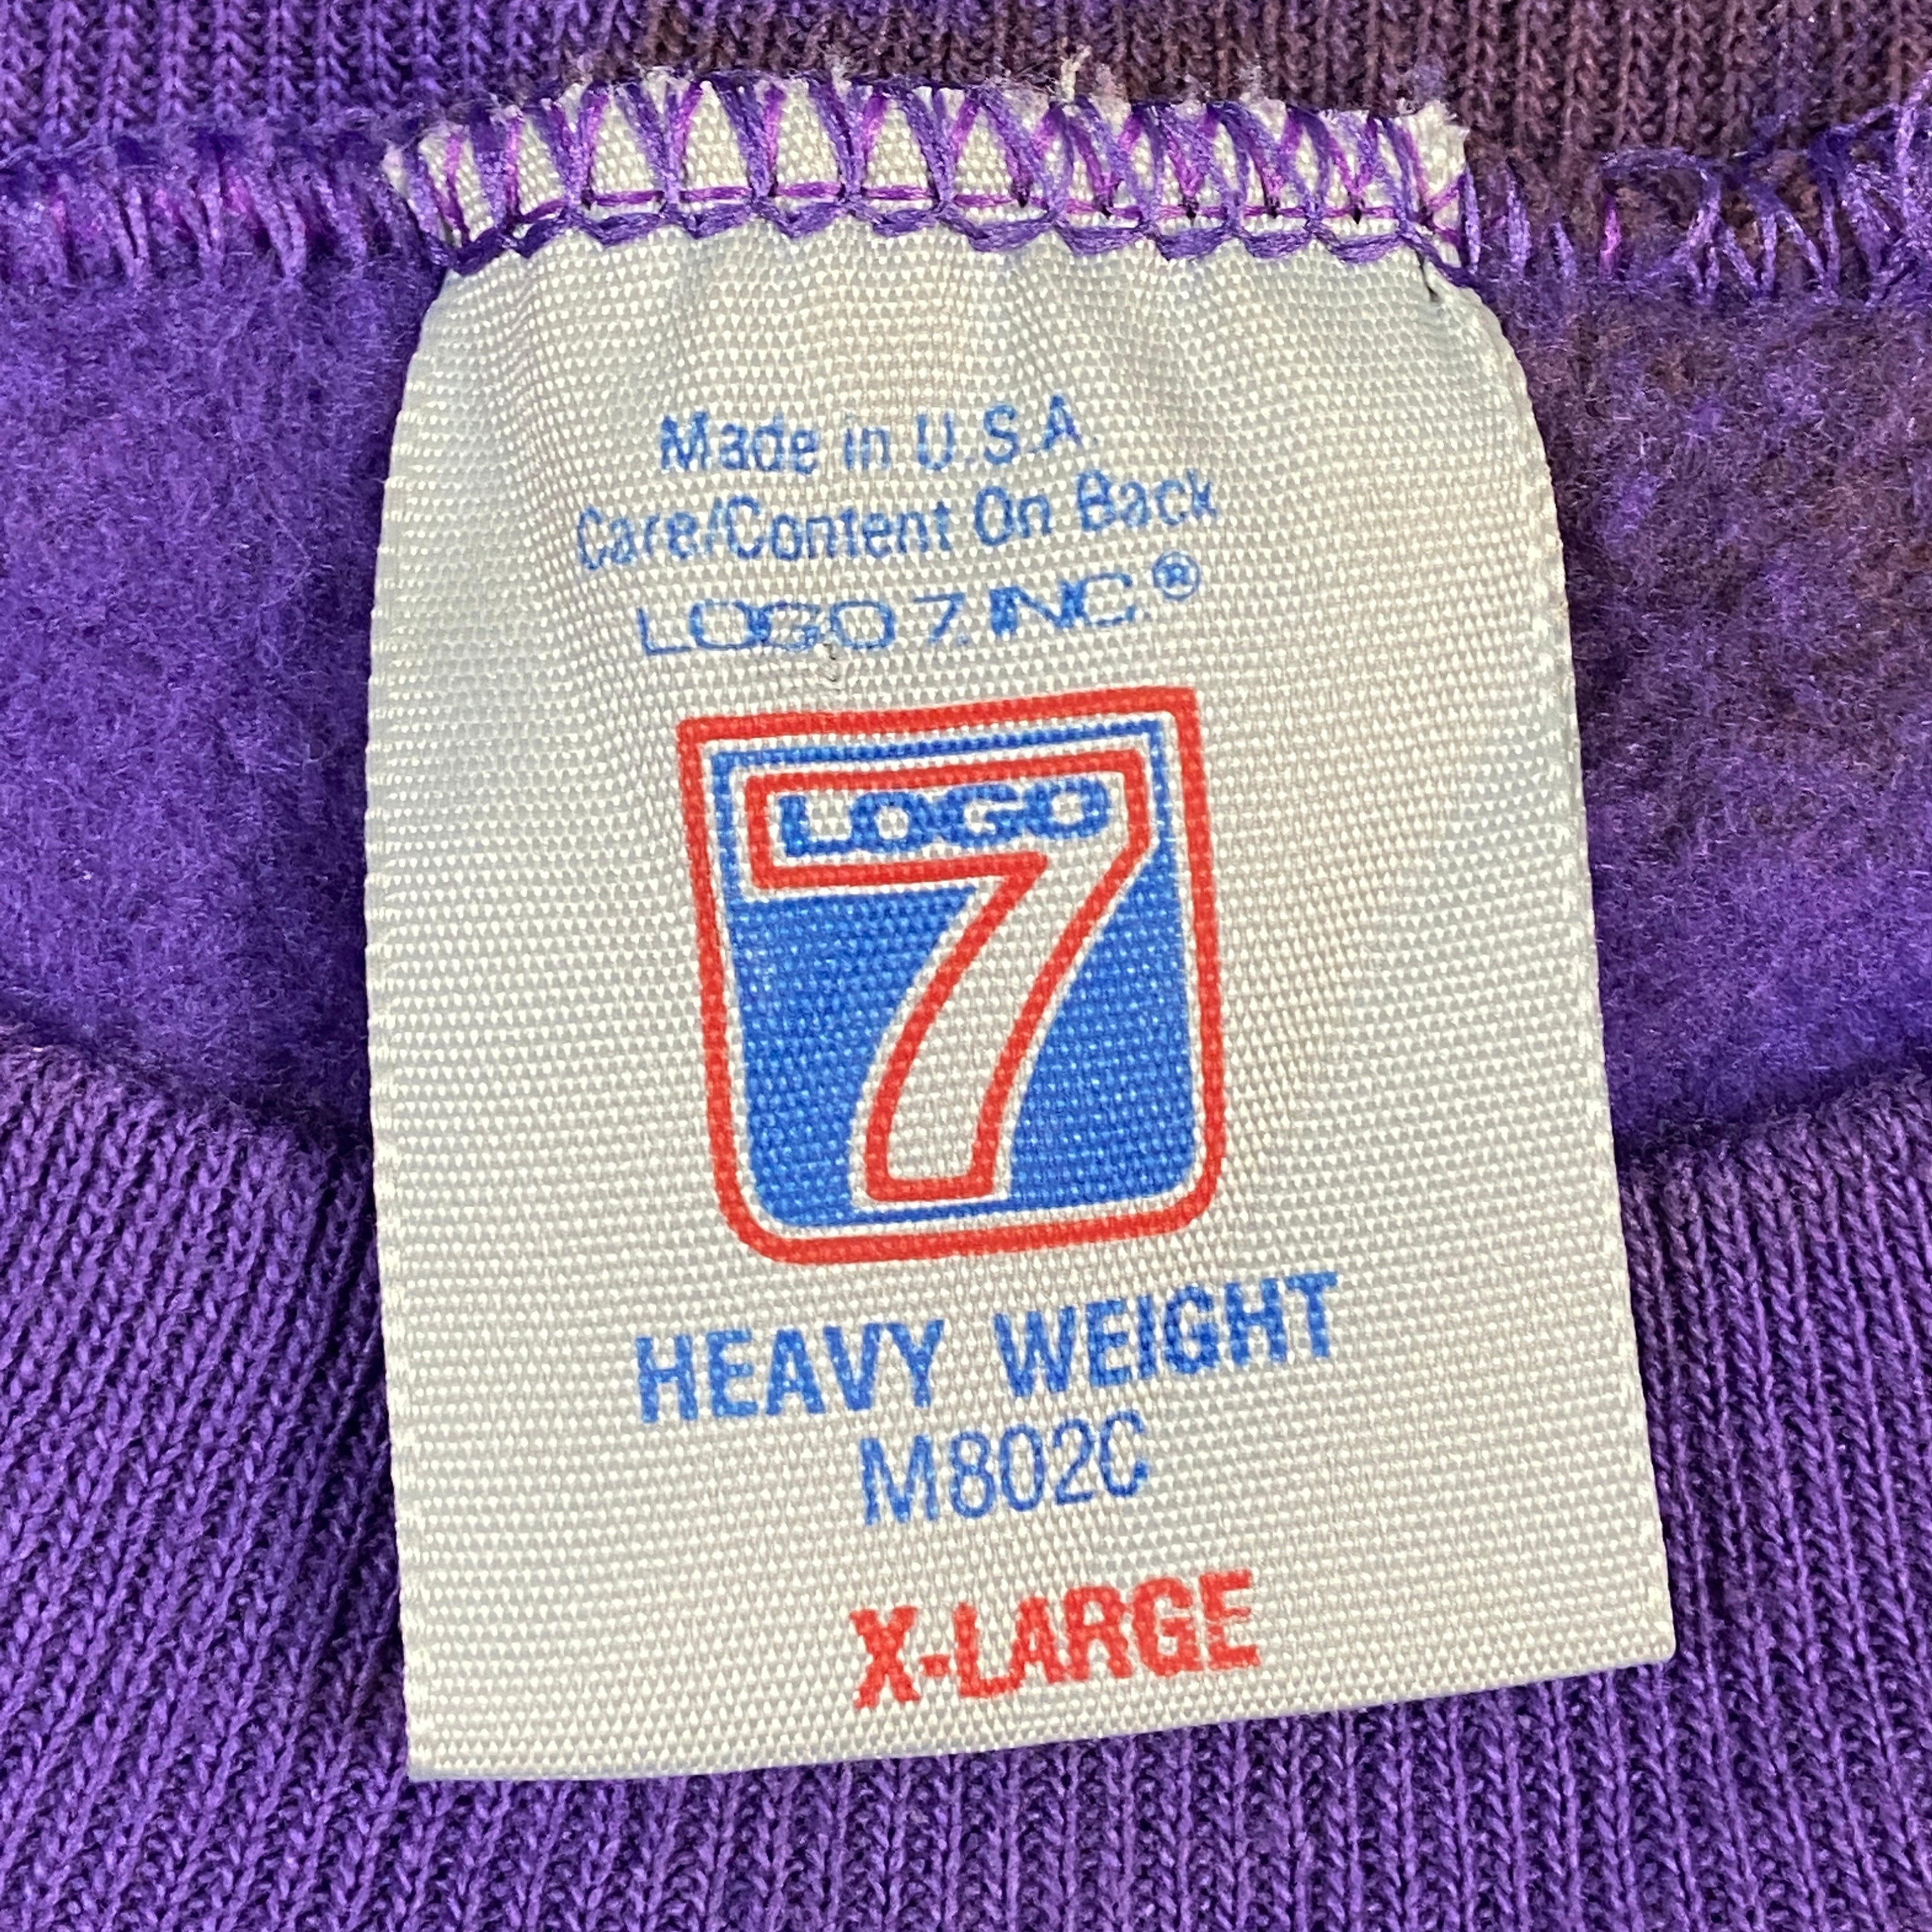 Made in U.S.A.
Care/Content On Back
LOGO 7, INC®
LOGO
7
HEAVY WEIGHT
M802C
X-LARGE